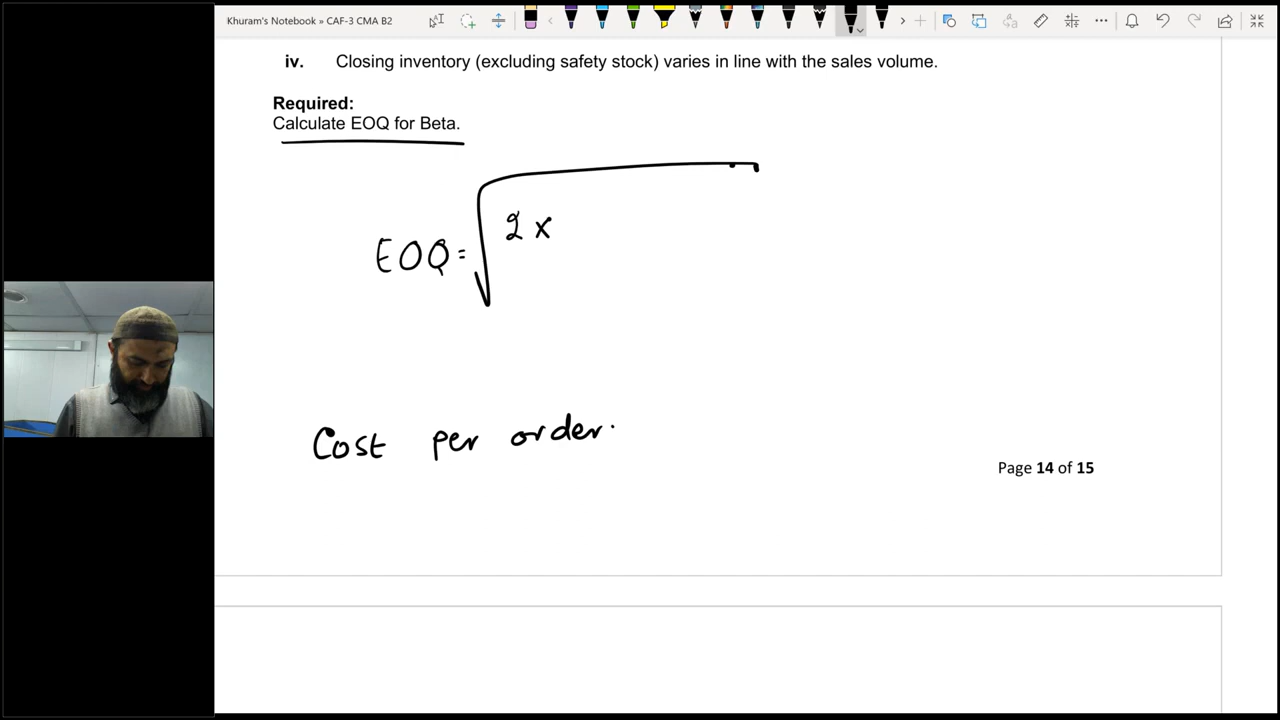 Khuram's Notebook » CAF-3 CMA B2
iv. Closing inventory (excluding safety stock) varies in line with the sales volume.
Required:
Calculate EOQ for Beta.
EOQ = √ 2 x
Cost per order.
Page 14 of 15